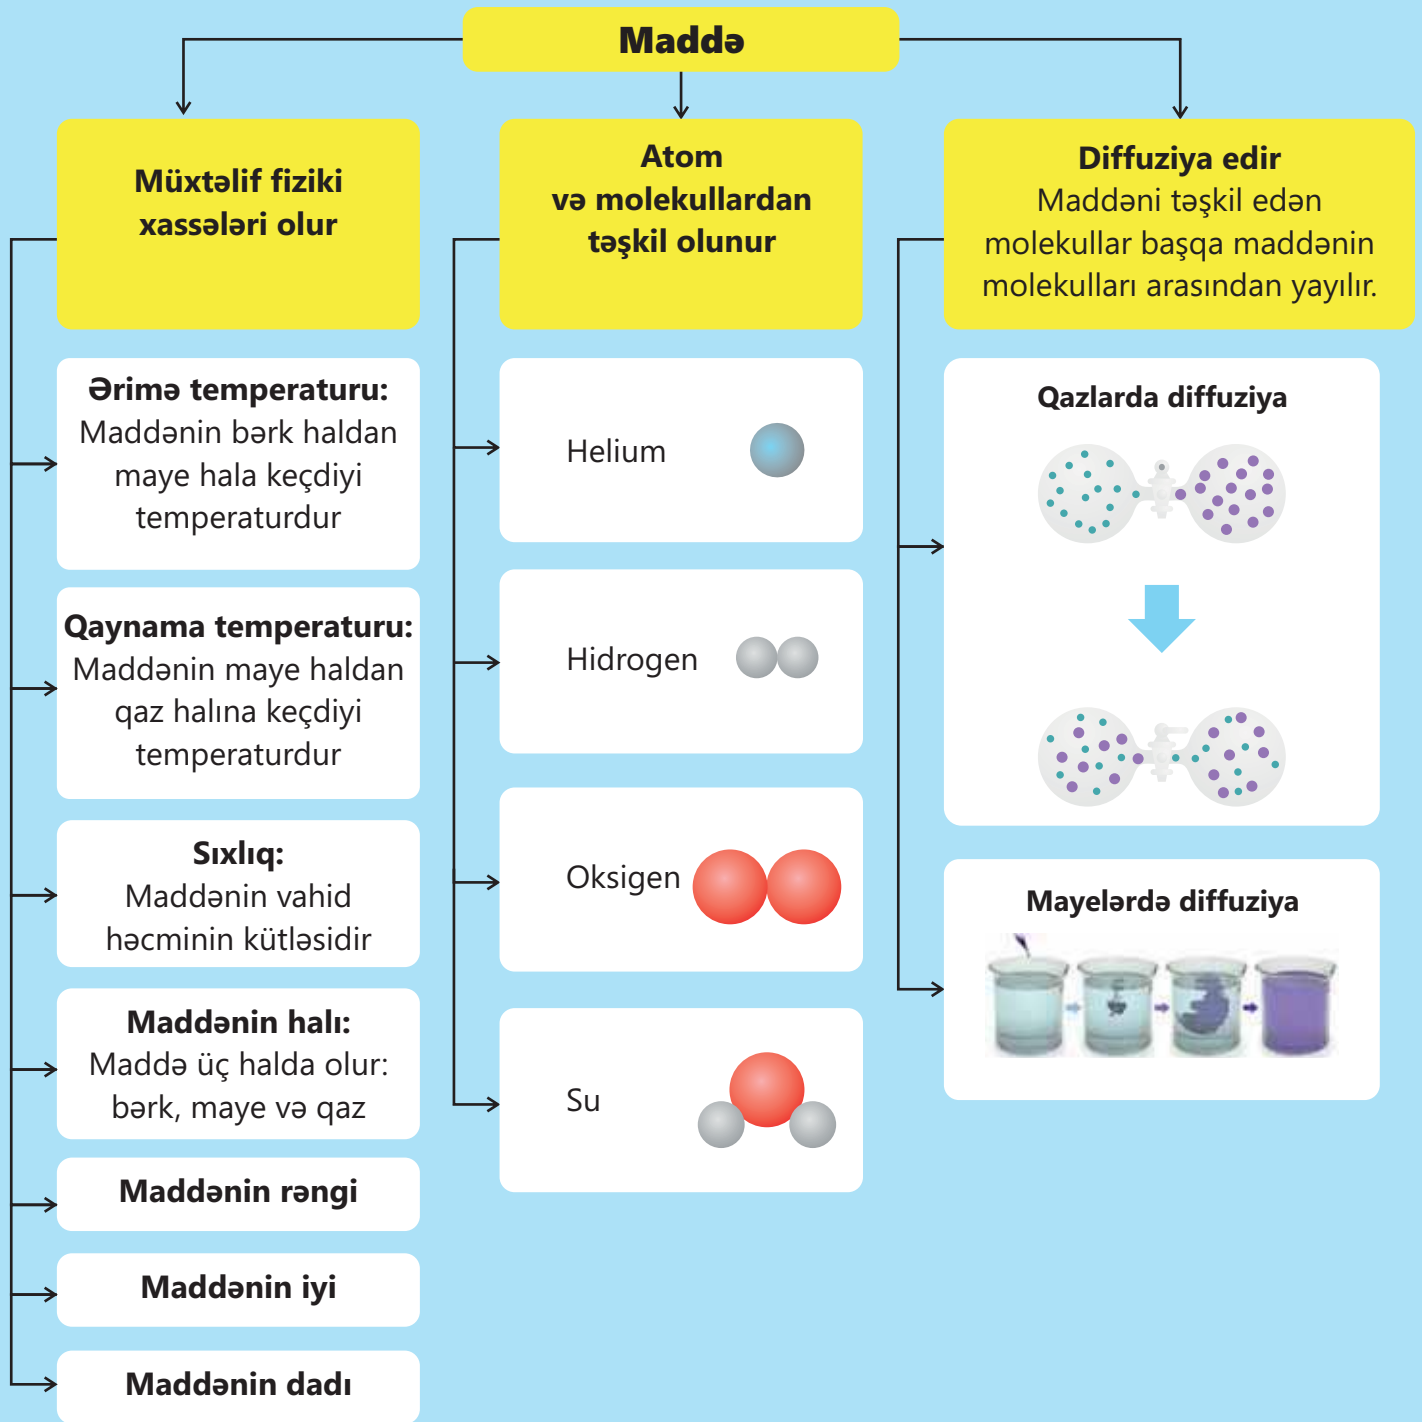 Maddə
Müxtəlif fiziki
xassələri olur
Ərimə temperaturu:
Maddənin bərk haldan
maye hala keçdiyi
temperaturdur
Qaynama temperaturu:
Maddənin maye haldan
qaz halına keçdiyi
temperaturdur
Sıxlıq:
Maddənin vahid
həcminin kütləsidir
Maddənin halı:
Maddə üç halda olur:
bərk, maye və qaz
Maddənin rəngi
Maddənin iyi
Maddənin dadı
Atom
və molekullardan
təşkil olunur
Helium
Hidrogen
Oksigen
Su
Diffuziya edir
Maddəni təşkil edən
molekullar başqa maddənin
molekulları arasından yayılır.
Qazlarda diffuziya
Mayelərdə diffuziya